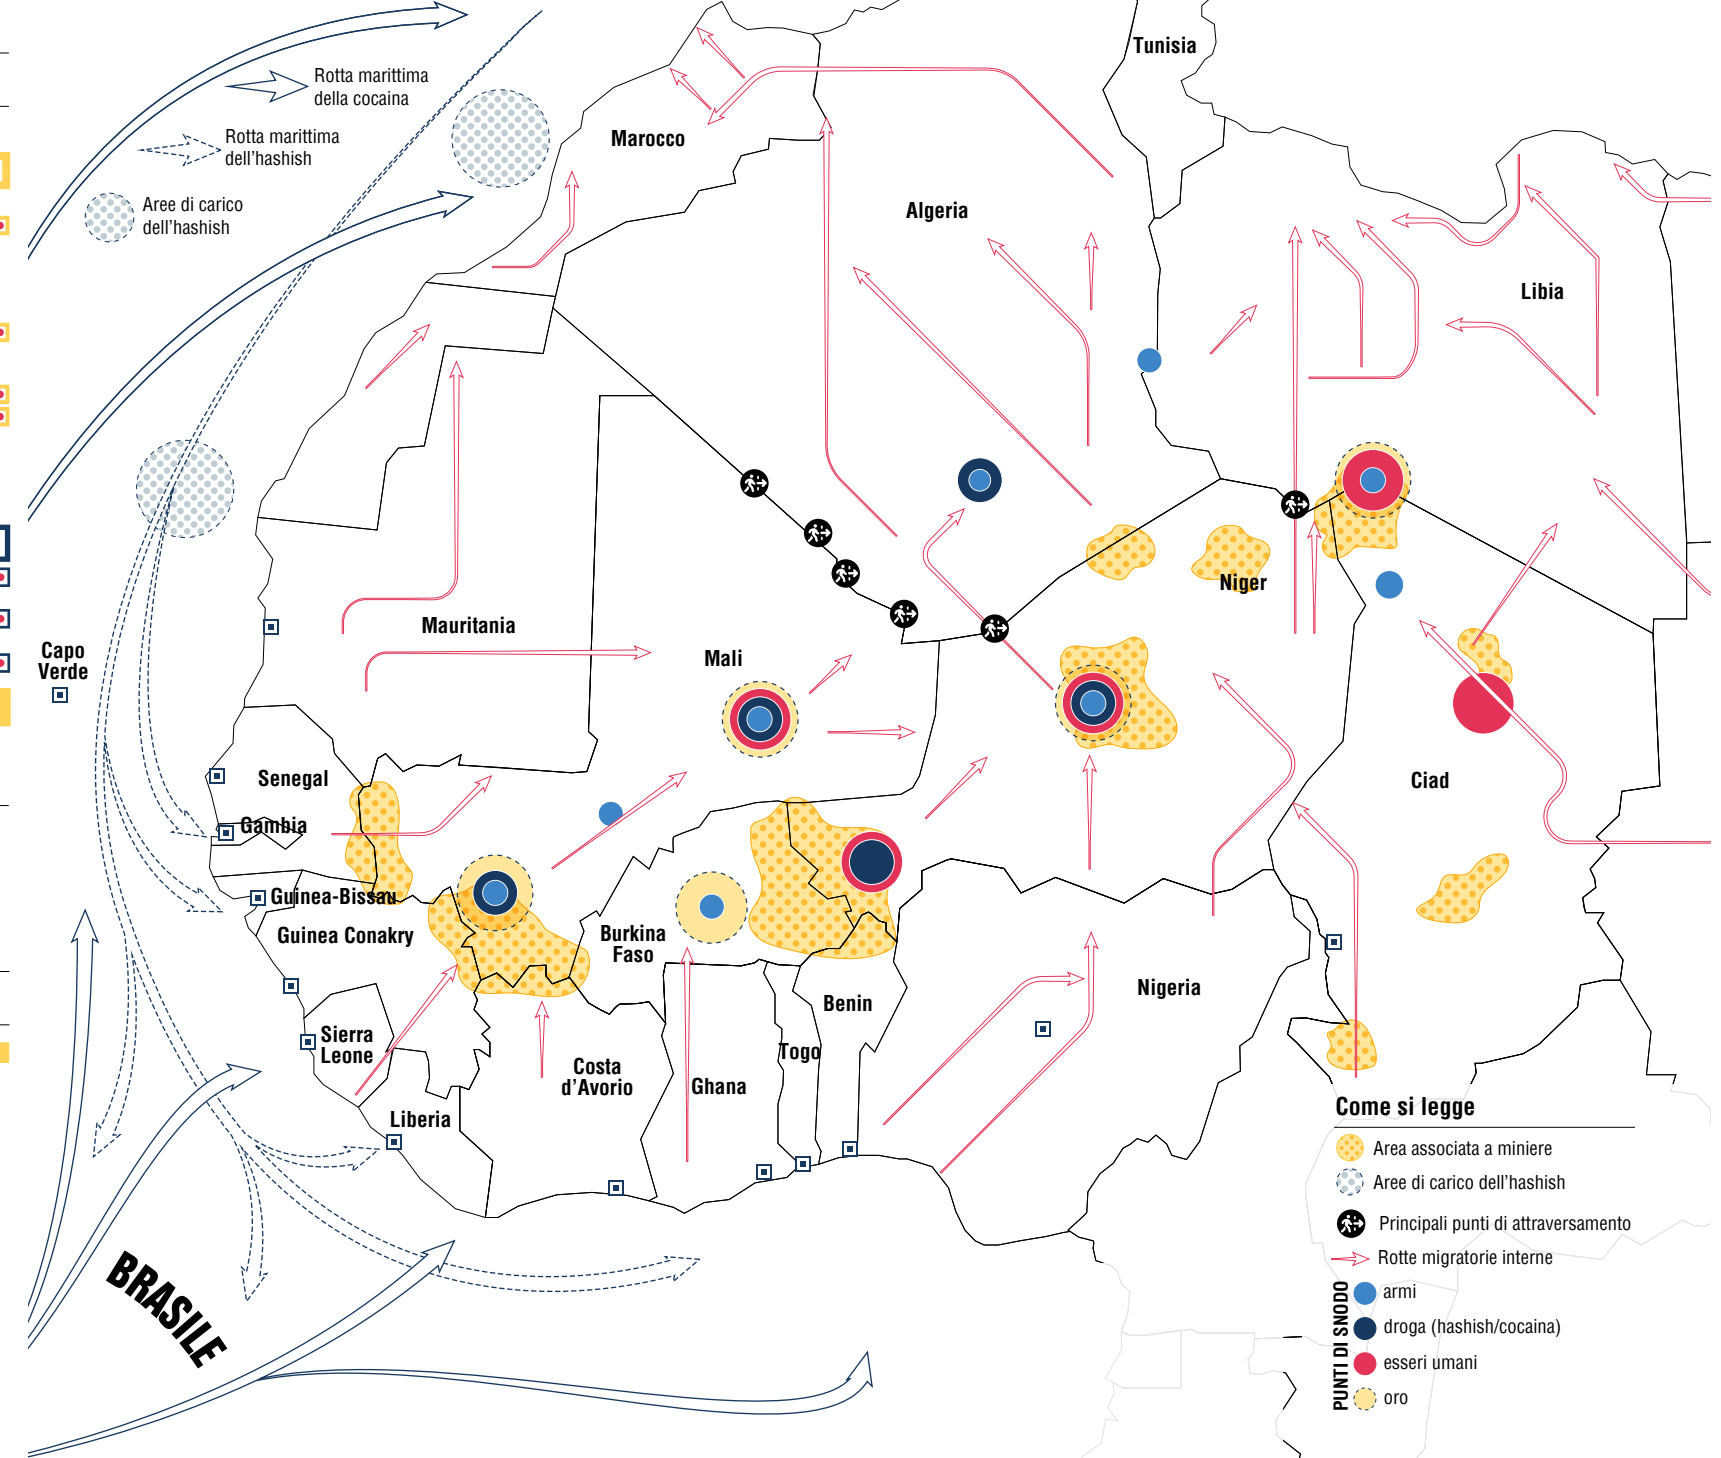 Rotta marittima
della cocaina
Rotta marittima
dell'hashish
Aree di carico
dell'hashish
Tunisia
Marocco
Algeria
Libia
Capo
Verde
Mauritania
Mali
Niger
Ciad
Senegal
Gambia
Guinea-Bissau
Guinea Conakry
Burkina
Faso
Sierra
Leone
Liberia
Costa
d'Avorio
Ghana
Togo
Benin
Nigeria
BRASILE
Come si legge
Area associata a miniere
Aree di carico dell'hashish
Principali punti di attraversamento
Rotte migratorie interne
PUNTI DI SNODO
armi
droga (hashish/cocaina)
esseri umani
oro